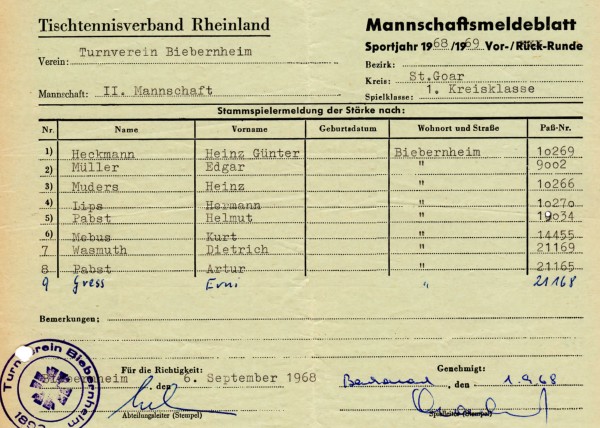 Tischtennisverband Rheinland
Mannschaftsmeldeblatt
Sportjahr 1968/1969 Vor-/Rück-Runde
Verein: Turnverein Biebernheim
Bezirk:
Kreis: St.Goar
Mannschaft: II. Mannschaft
Spielklasse: 1. Kreisklasse
Stammspielermeldung der Stärke nach:
Nr. Name Vorname Geburtsdatum Wohnort und Straße Paß-Nr.
1) Heckmann Heinz Günter Biebernheim 10269
2) Müller Edgar " 9002
3) Muders Heinz " 10266
4) Lips Hermann " 10270
5) Pabst Helmut " 19034
6) Mebus Kurt " 14455
7 Wasmuth Dietrich " 21169
8 Pabst Artur " 21165
9 Gress Erni " 21168
Bemerkungen:
Turnverein Biebernheim
Für die Richtigkeit:
Genehmigt:
Biebernheim, den 6. September 1968
, den 1.9.68
Abteilungsleiter (Stempel)
Spielleiter (Stempel)